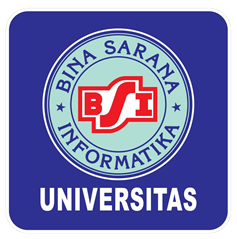 BINA SARANA
BSI
INFORMATIKA
UNIVERSITAS